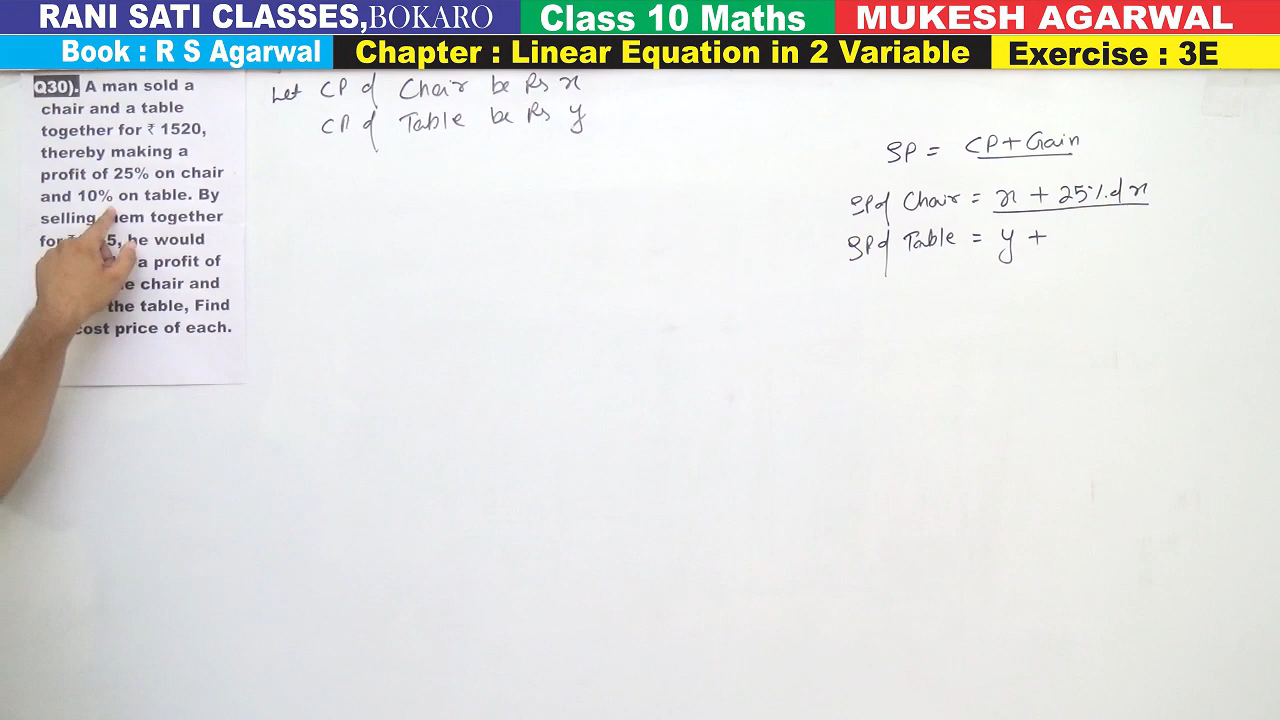 RANI SATI CLASSES,BOKARO
Class 10 Maths
MUKESH AGARWAL
Book : R S Agarwal
Chapter : Linear Equation in 2 Variable
Exercise : 3E
Q30). A man sold a
chair and a table
together for ₹ 1520,
thereby making a
profit of 25% on chair
and 10% on table. By
selling them together
for 5, he would
a profit of
chair and
the table, Find
cost price of each.
Let CP of Chair be Rs x
CP of Table be Rs y
SP = CP + Gain
SP of Chair = x + 25% of x
SP of Table = y +